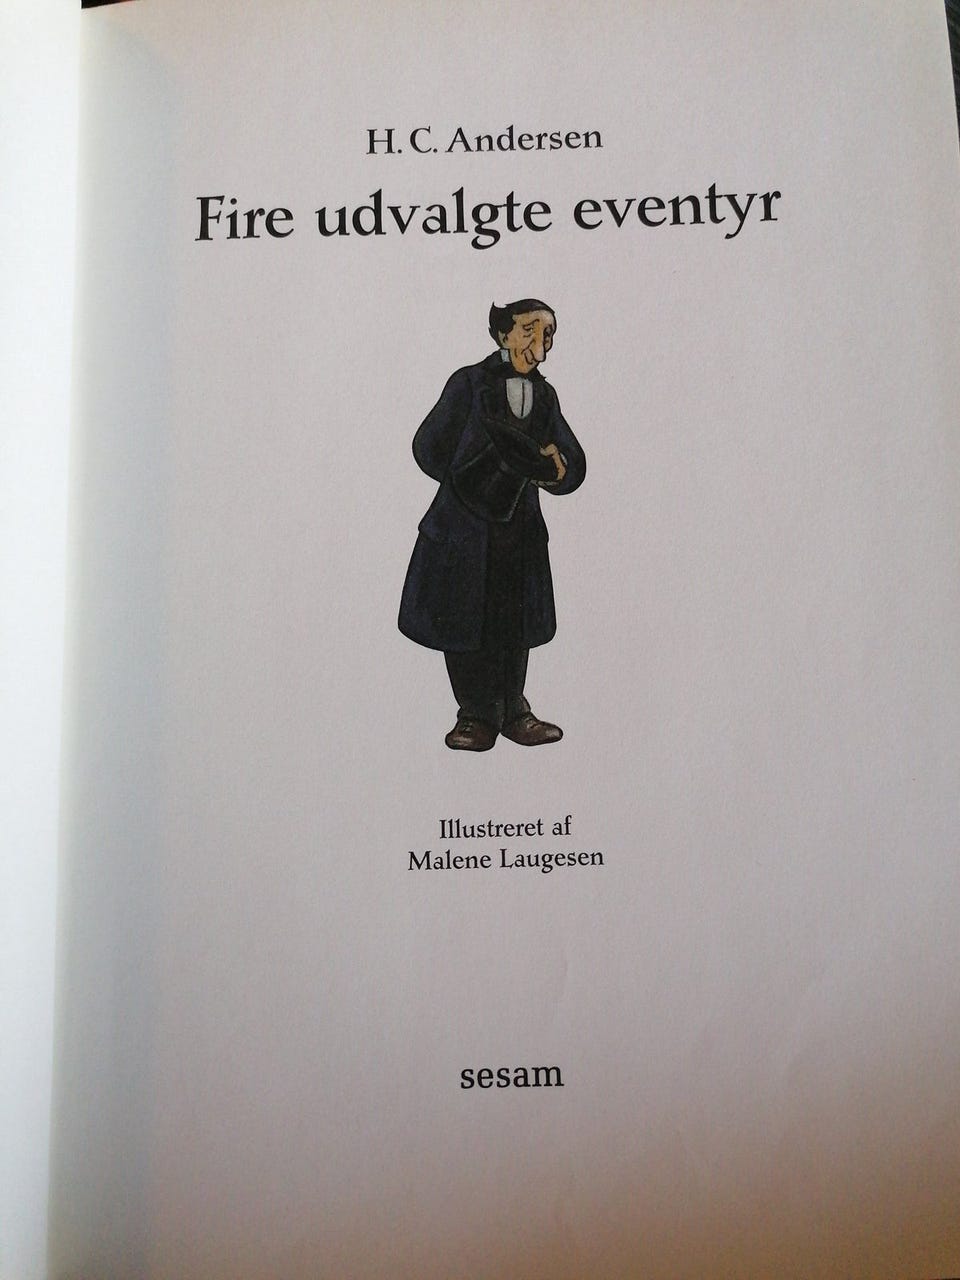 H. C. Andersen
Fire udvalgte eventyr
Illustreret af
Malene Laugesen
sesam